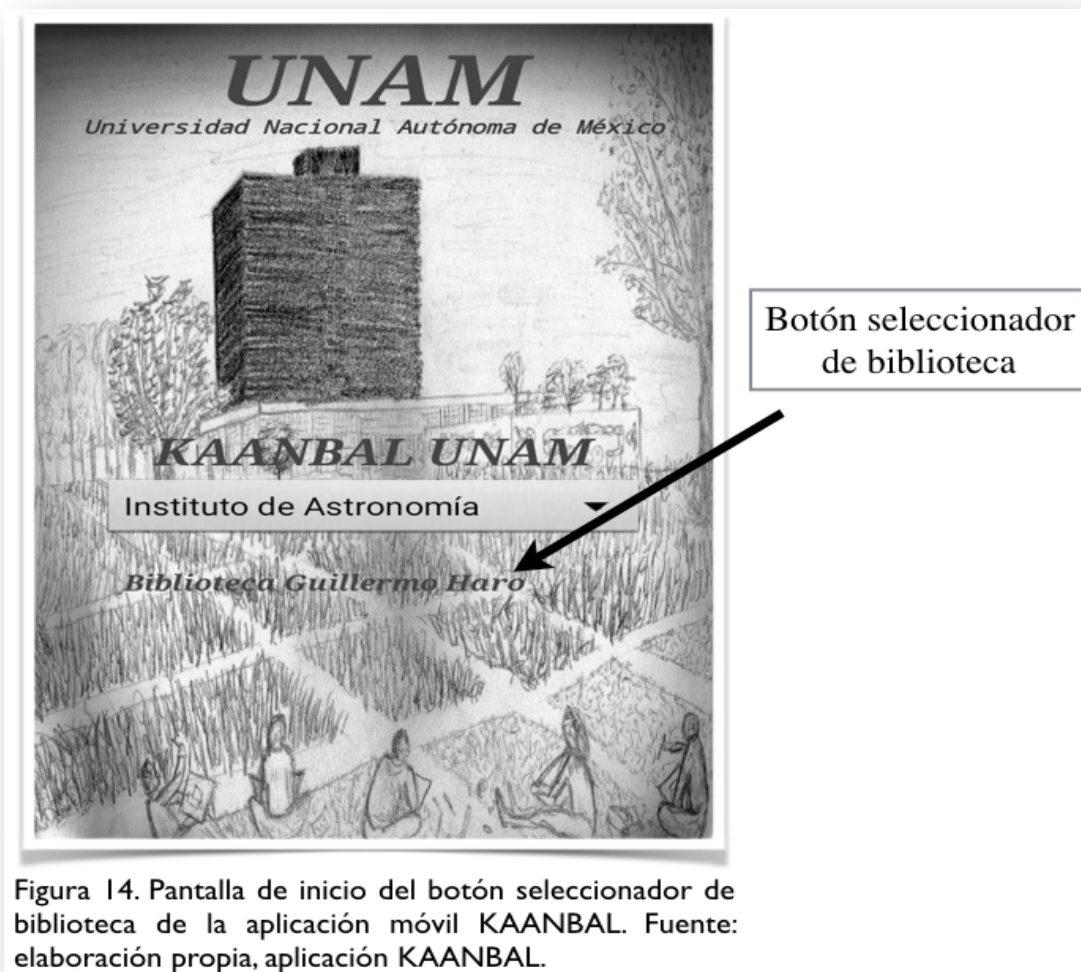 UNAM
Universidad Nacional Autónoma de México
KAANBAL UNAM
Instituto de Astronomía
Biblioteca Guillermo Haro
Botón seleccionador
de biblioteca
Figura 14. Pantalla de inicio del botón seleccionador de
biblioteca de la aplicación móvil KAANBAL. Fuente:
elaboración propia, aplicación KAANBAL.